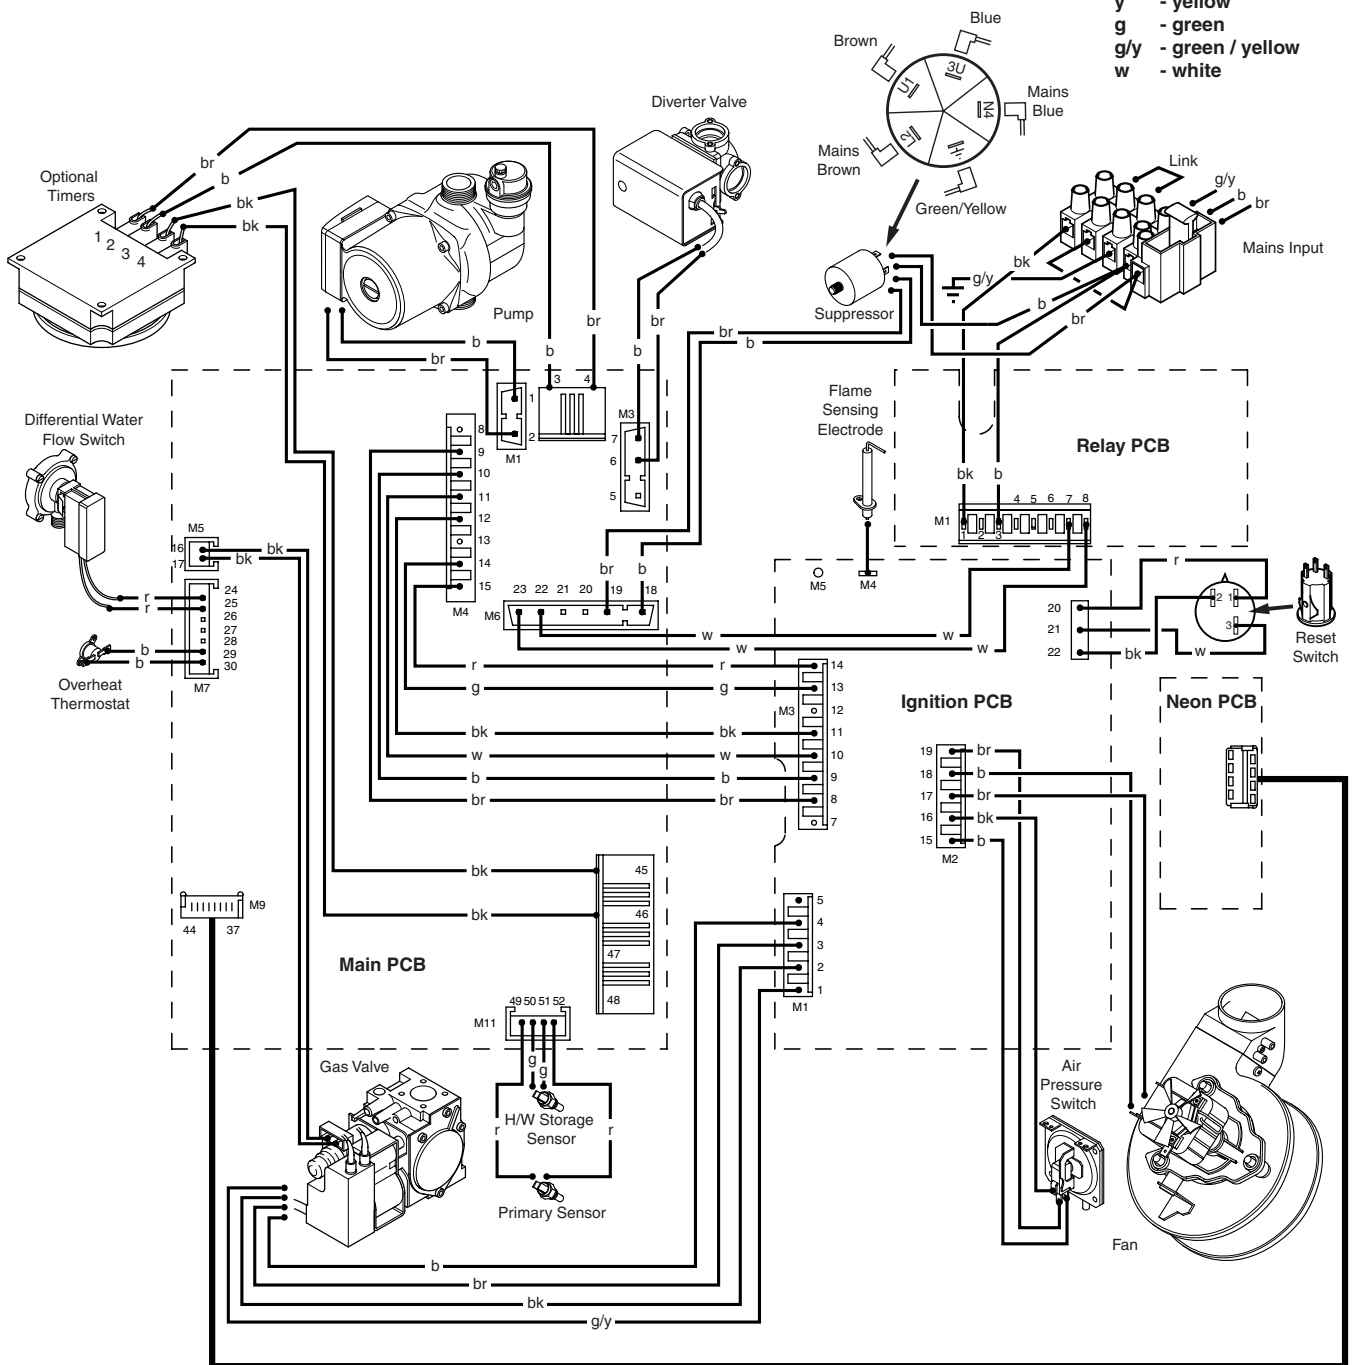 y - yellow
g - green
g/y - green / yellow
w - white
Blue
Brown
3U
U1
N4
L2
Mains
Blue
Mains
Brown
Green/Yellow
Diverter Valve
Link
g/y
b
br
Mains Input
Optional
Timers
br
b
bk
bk
1
2
3
4
Pump
Suppressor
bk
g/y
b
br
br
b
b
br
b
br
b
br
3
4
1
2
M1
M3
7
6
5
Differential Water
Flow Switch
8
9
10
11
12
13
14
15
M4
Flame
Sensing
Electrode
Relay PCB
bk
b
M1
1
2
3
4
5
6
7
8
M5
16
17
bk
bk
r
r
24
25
26
27
28
29
30
M7
b
b
Overheat
Thermostat
br
b
23 22 21 20 19 18
M6
w
w
w
w
M5
M4
r
20
21
22
bk
w
A
2
1
3
Reset
Switch
r
r
g
g
bk
bk
w
w
b
b
br
br
M3
14
13
12
11
10
9
8
7
Ignition PCB
Neon PCB
19
18
17
16
15
br
b
br
bk
b
M2
bk
bk
45
46
47
48
M9
44
37
Main PCB
5
4
3
2
1
M1
49 50 51 52
M11
g
g
r
r
H/W Storage
Sensor
Primary Sensor
Gas Valve
Air
Pressure
Switch
Fan
b
br
bk
g/y